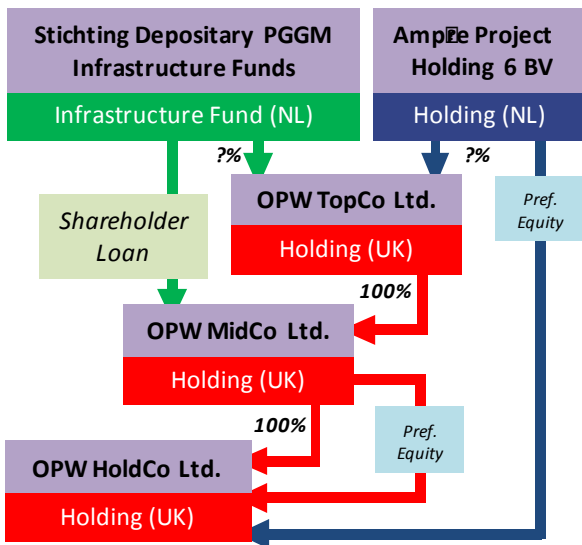 Stichting Depositary PGGM
Infrastructure Funds
Infrastructure Fund (NL)
Project
Holding 6 BV
Holding (NL)
?%
?%
Shareholder
Loan
OPW TopCo Ltd.
Holding (UK)
Pref.
Equity
100%
OPW MidCo Ltd.
Holding (UK)
100%
Pref.
Equity
OPW HoldCo Ltd.
Holding (UK)